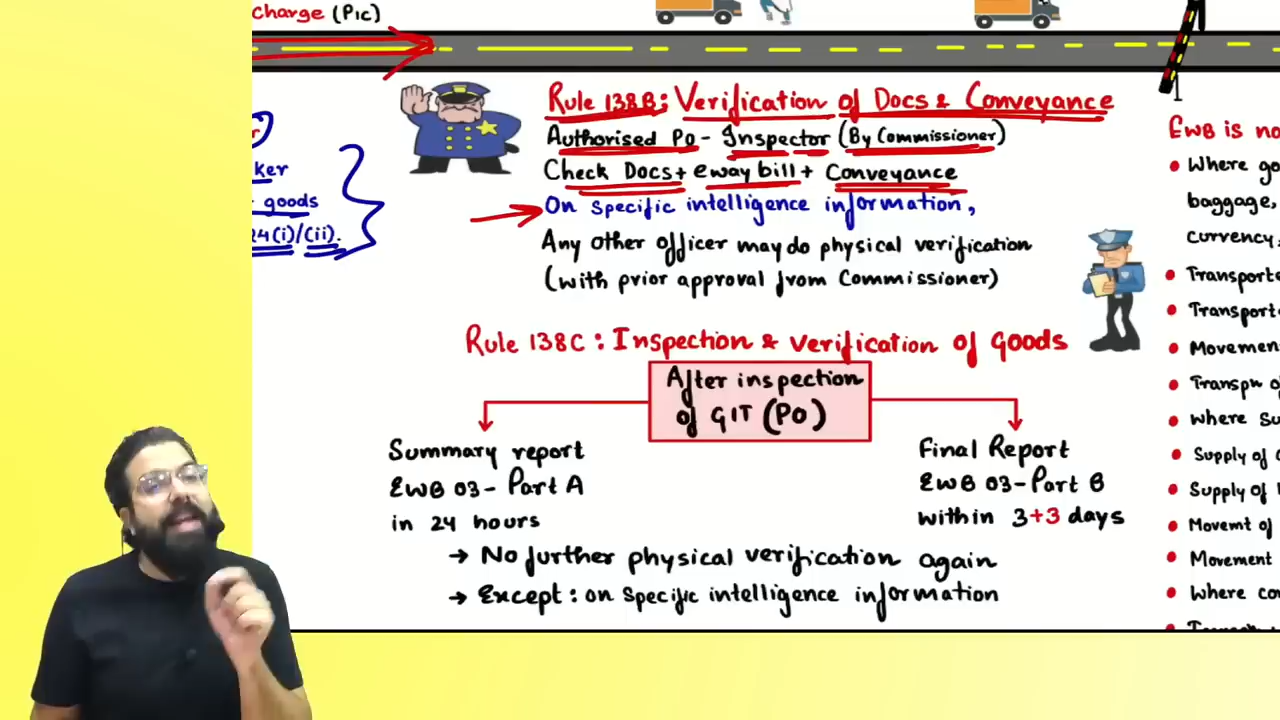 charge (Pic)
Rule 138B: Verification of Docs & Conveyance
Authorised PO - Inspector (By Commissioner)
Check Docs + eway bill + Conveyance
On specific intelligence information,
Any other officer may do physical verification
(with prior approval from Commissioner)
goods
24(i)/(ii).
Rule 138C: Inspection & verification of goods
After inspection
of GIT (PO)
Summary report
EWB 03 - Part A
in 24 hours
Final Report
EWB 03 - Part B
within 3+3 days
→ No further physical verification again
→ Except: on specific intelligence information
EWB is no
• Where go
baggage,
currency,
• Transporte
• Transport
• Movemen
• Transpn of
• where su
• Supply of
• Supply of
• Movemt of
• Movement
• Where co